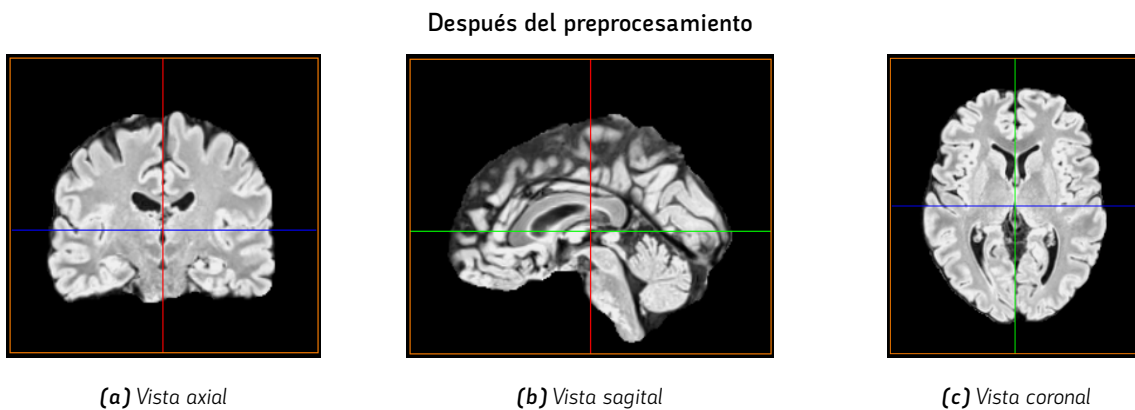 Después del preprocesamiento
(a) Vista axial
(b) Vista sagital
(c) Vista coronal